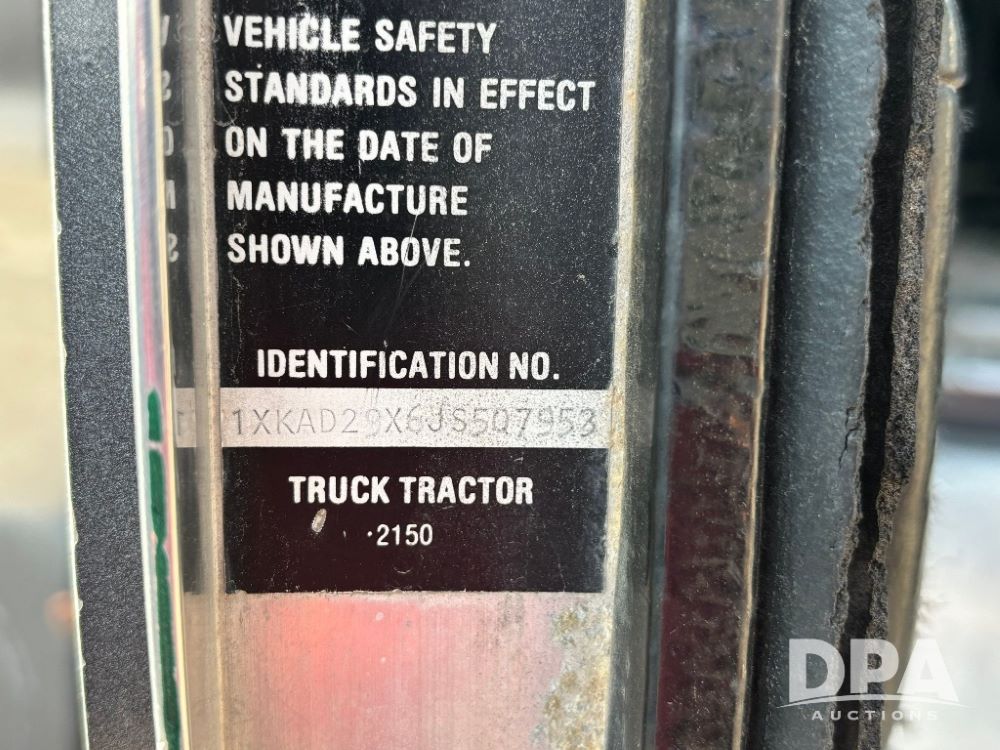 VEHICLE SAFETY
STANDARDS IN EFFECT
ON THE DATE OF
MANUFACTURE
SHOWN ABOVE.
IDENTIFICATION NO.
1XKAD29X6JS507953
TRUCK TRACTOR
·2150
DPA
AUCTIONS